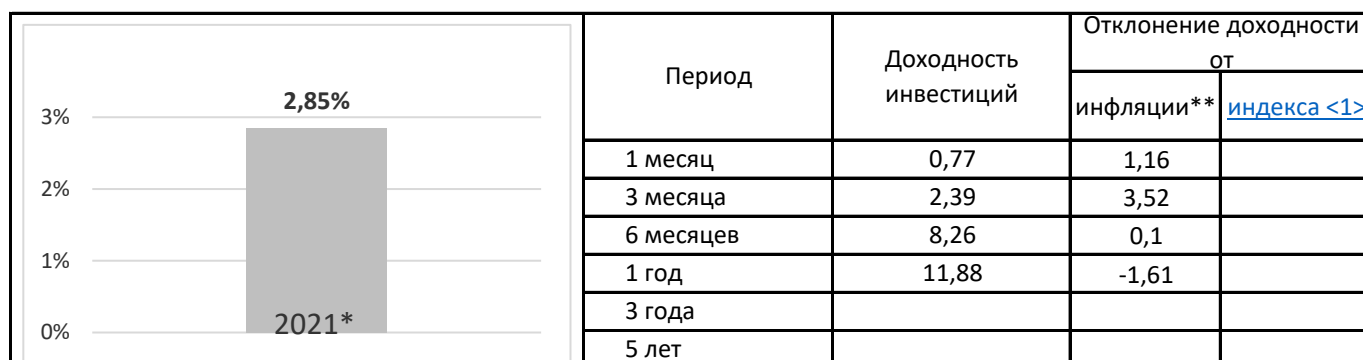 2,85%
3%
2%
1%
0%
2021*
Период
Доходность
инвестиций
Отклонение доходности
от
инфляции**
индекса <1>
1 месяц 0,77 1,16
3 месяца 2,39 3,52
6 месяцев 8,26 0,1
1 год 11,88 -1,61
3 года
5 лет